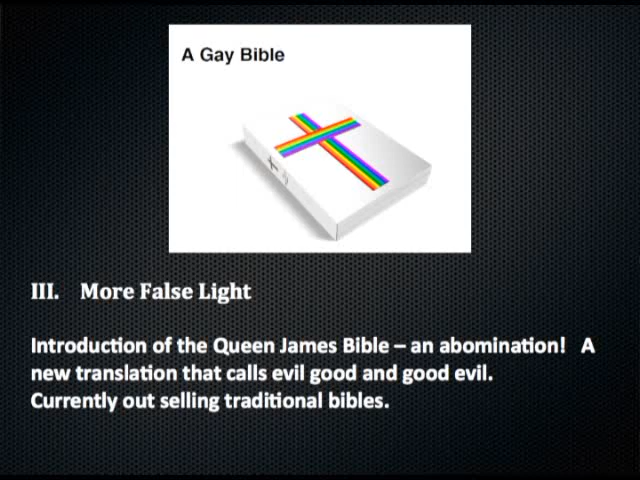 A Gay Bible
III. More False Light
Introduction of the Queen James Bible – an abomination! A
new translation that calls evil good and good evil.
Currently out selling traditional bibles.